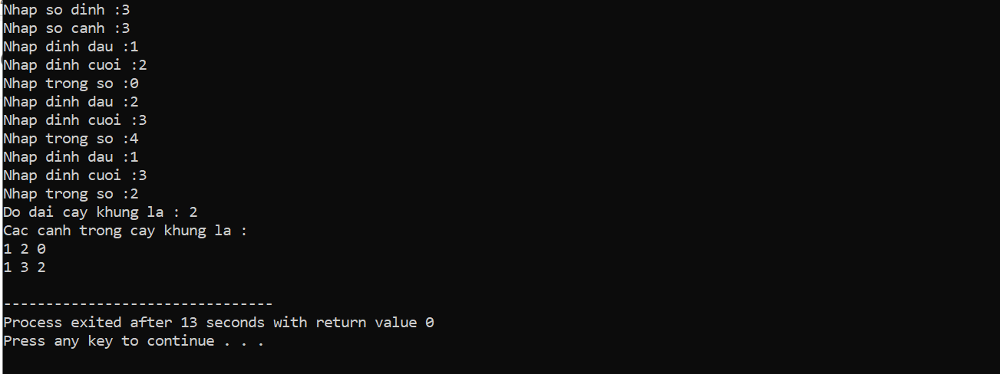 Nhap so dinh :3
Nhap so canh :3
Nhap dinh dau :1
Nhap dinh cuoi :2
Nhap trong so :0
Nhap dinh dau :2
Nhap dinh cuoi :3
Nhap trong so :4
Nhap dinh dau :1
Nhap dinh cuoi :3
Nhap trong so :2
Do dai cay khung la : 2
Cac canh trong cay khung la :
1 2 0
1 3 2
--------------------------------
Process exited after 13 seconds with return value 0
Press any key to continue . . .